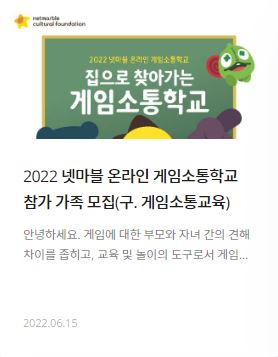 netmarble
cultural foundation
2022 넷마블 온라인 게임소통학교
집으로 찾아가는
게임소통학교
2022 넷마블 온라인 게임소통학교
참가 가족 모집(구. 게임소통교육)
안녕하세요. 게임에 대한 부모와 자녀 간의 견해
차이를 좁히고, 교육 및 놀이의 도구로서 게임...
2022.06.15